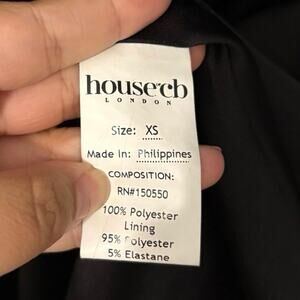 house of cb
LONDON
Size: XS
Made in: Philippines
COMPOSITION:
RN#150550
100% Polyester
Lining
95% Polyester
5% Elastane